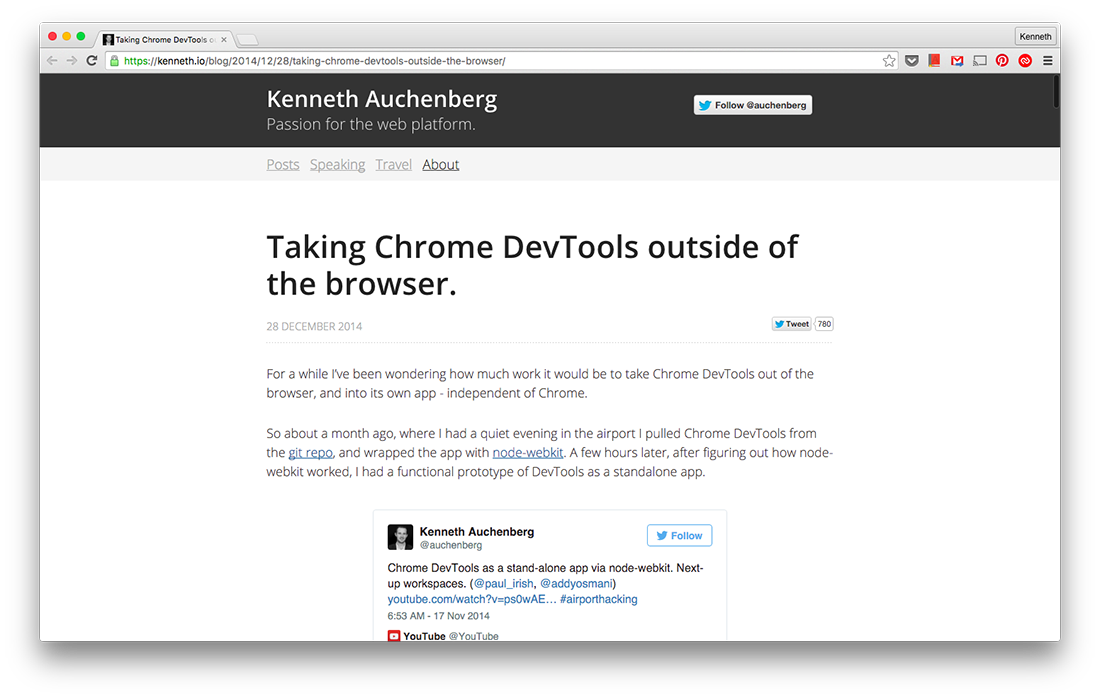 Taking Chrome DevTools o
Kenneth
https://kenneth.io/blog/2014/12/28/taking-chrome-devtools-outside-the-browser/
Kenneth Auchenberg
Follow @auchenberg
Passion for the web platform.
Posts Speaking Travel About
Taking Chrome DevTools outside of
the browser.
28 DECEMBER 2014
Tweet 780
For a while I've been wondering how much work it would be to take Chrome DevTools out of the
browser, and into its own app - independent of Chrome.
So about a month ago, where I had a quiet evening in the airport I pulled Chrome DevTools from
the git repo, and wrapped the app with node-webkit. A few hours later, after figuring out how node-
webkit worked, I had a functional prototype of DevTools as a standalone app.
Kenneth Auchenberg
@auchenberg
Follow
Chrome DevTools as a stand-alone app via node-webkit. Next-
up workspaces. (@paul_irish, @addyosmani)
youtube.com/watch?v=ps0wAE… #airporthacking
6:53 AM - 17 Nov 2014
YouTube @YouTube